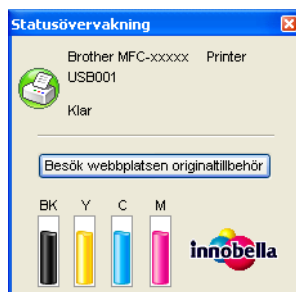 Statusövervakning
Brother MFC-xxxxx Printer
USB001
Klar
Besök webbplatsen originaltillbehör
BK Y C M
innobella